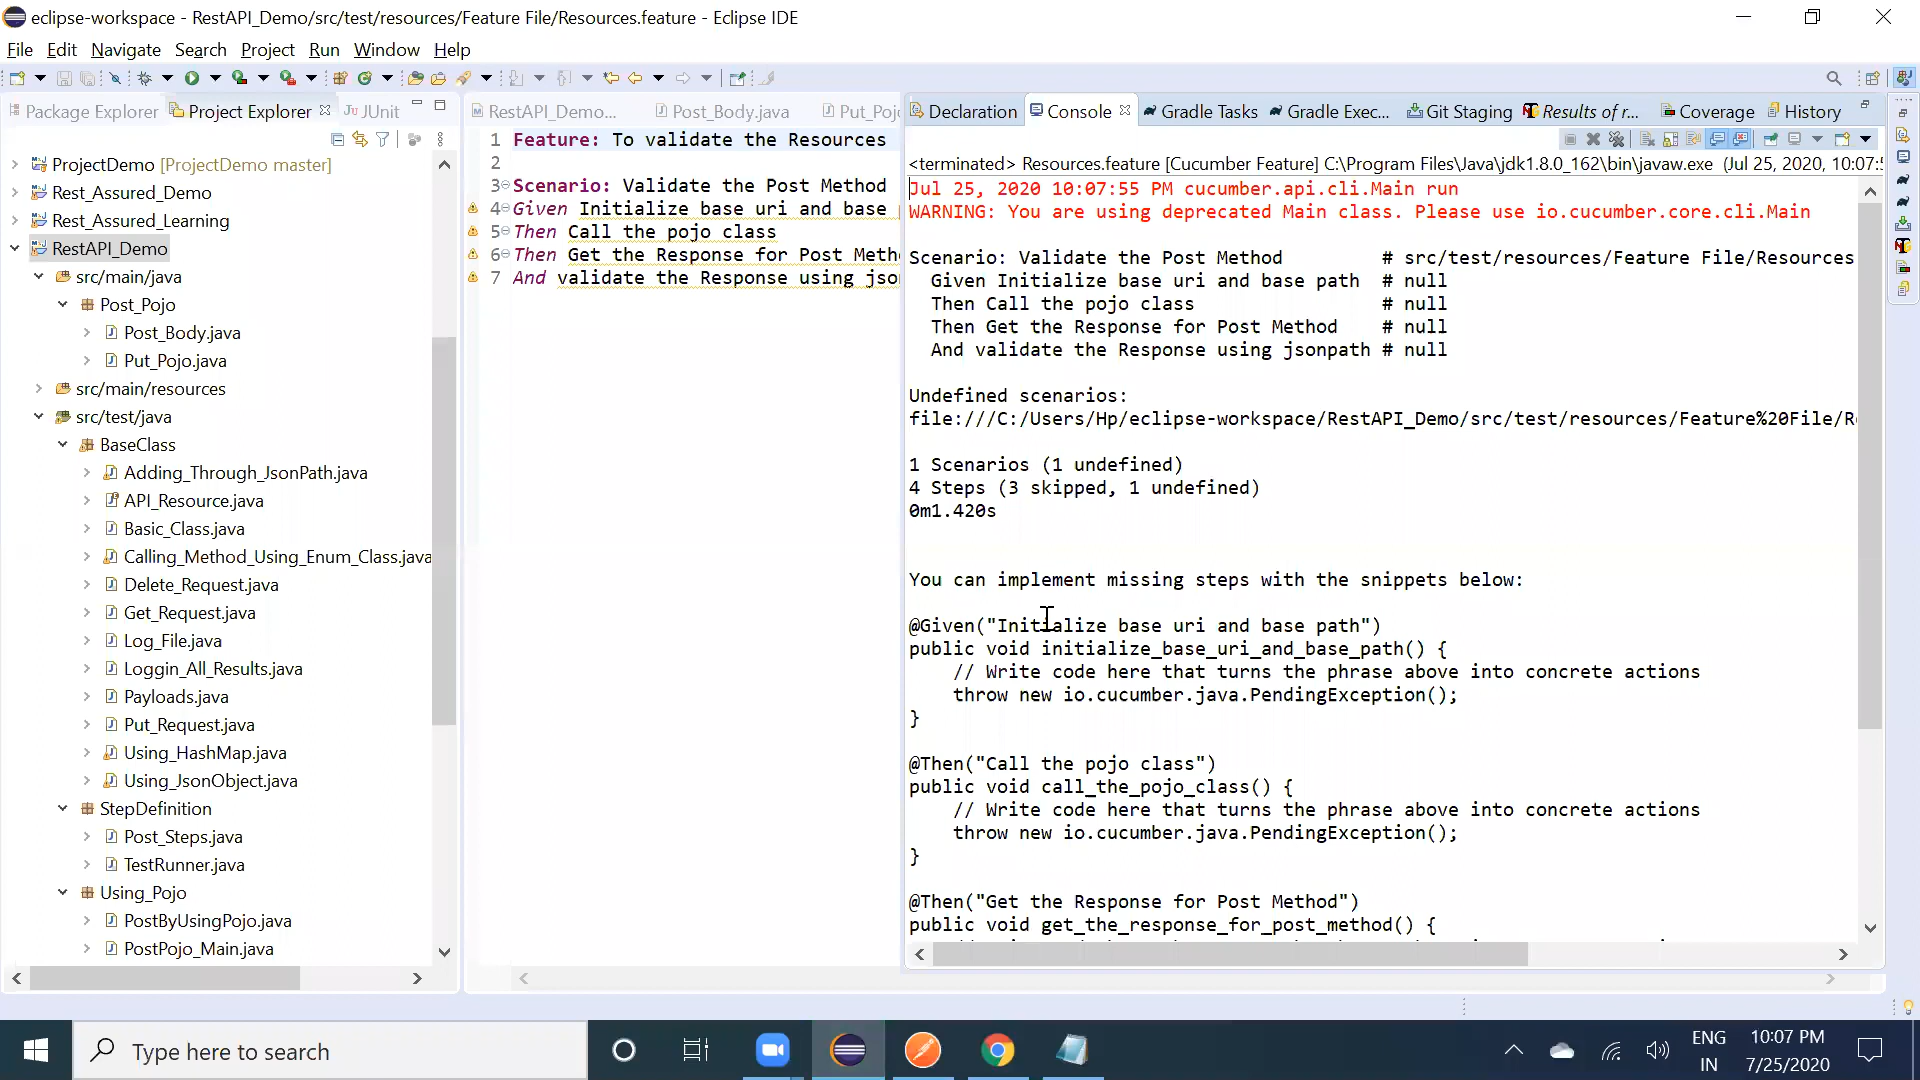 eclipse-workspace - RestAPI_Demo/src/test/resources/Feature File/Resources.feature - Eclipse IDE
File Edit Navigate Search Project Run Window Help
Package Explorer Project Explorer JUnit
ProjectDemo [ProjectDemo master]
Rest_Assured_Demo
Rest_Assured_Learning
RestAPI_Demo
src/main/java
Post_Pojo
Post_Body.java
Put_Pojo.java
src/main/resources
src/test/java
BaseClass
Adding_Through_JsonPath.java
API_Resource.java
Basic_Class.java
Calling_Method_Using_Enum_Class.java
Delete_Request.java
Get_Request.java
Log_File.java
Loggin_All_Results.java
Payloads.java
Put_Request.java
Using_HashMap.java
Using_JsonObject.java
StepDefinition
Post_Steps.java
TestRunner.java
Using_Pojo
PostByUsingPojo.java
PostPojo_Main.java
RestAPI_Demo... Post_Body.java Put_Poj
1 Feature: To validate the Resources
2
3 Scenario: Validate the Post Method
4 Given Initialize base uri and base
5 Then Call the pojo class
6 Then Get the Response for Post Meth
7 And validate the Response using jso
Declaration Console Gradle Tasks Gradle Exec... Git Staging Results of r... Coverage History
<terminated> Resources.feature [Cucumber Feature] C:\Program Files\Java\jdk1.8.0_162\bin\javaw.exe (Jul 25, 2020, 10:07:5
Jul 25, 2020 10:07:55 PM cucumber.api.cli.Main run
WARNING: You are using deprecated Main class. Please use io.cucumber.core.cli.Main
Scenario: Validate the Post Method # src/test/resources/Feature File/Resources
Given Initialize base uri and base path # null
Then Call the pojo class # null
Then Get the Response for Post Method # null
And validate the Response using jsonpath # null
Undefined scenarios:
file:///C:/Users/Hp/eclipse-workspace/RestAPI_Demo/src/test/resources/Feature%20File/R
1 Scenarios (1 undefined)
4 Steps (3 skipped, 1 undefined)
0m1.420s
You can implement missing steps with the snippets below:
@Given("Initialize base uri and base path")
public void initialize_base_uri_and_base_path() {
// Write code here that turns the phrase above into concrete actions
throw new io.cucumber.java.PendingException();
}
@Then("Call the pojo class")
public void call_the_pojo_class() {
// Write code here that turns the phrase above into concrete actions
throw new io.cucumber.java.PendingException();
}
@Then("Get the Response for Post Method")
public void get_the_response_for_post_method() {
Type here to search
ENG
IN
10:07 PM
7/25/2020